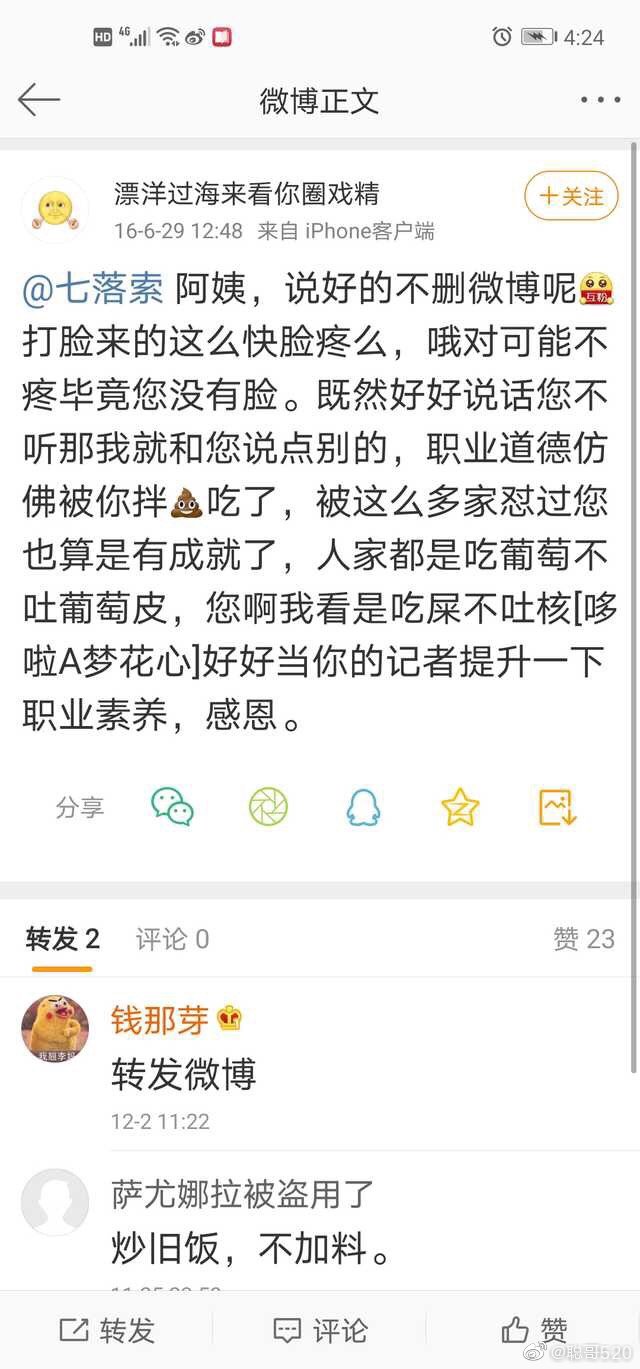 HD 4G 4:24
微博正文
漂洋过海来看你圈戏精
+关注
16-6-29 12:48 来自 iPhone客户端
@七落索 阿姨，说好的不删微博呢互粉
打脸来的这么快脸疼么，哦对可能不
疼毕竟您没有脸。既然好好说话您不
听那我就和您说点别的，职业道德仿
佛被你拌💩吃了，被这么多家怼过您
也算是有成就了，人家都是吃葡萄不
吐葡萄皮，您啊我看是吃屎不吐核[哆
啦A梦花心]好好当你的记者提升一下
职业素养，感恩。
分享
转发 2 评论 0 赞 23
钱那芽
转发微博
12-2 11:22
萨尤娜拉被盗用了
炒旧饭，不加料。
转发 评论 赞
@聪哥520